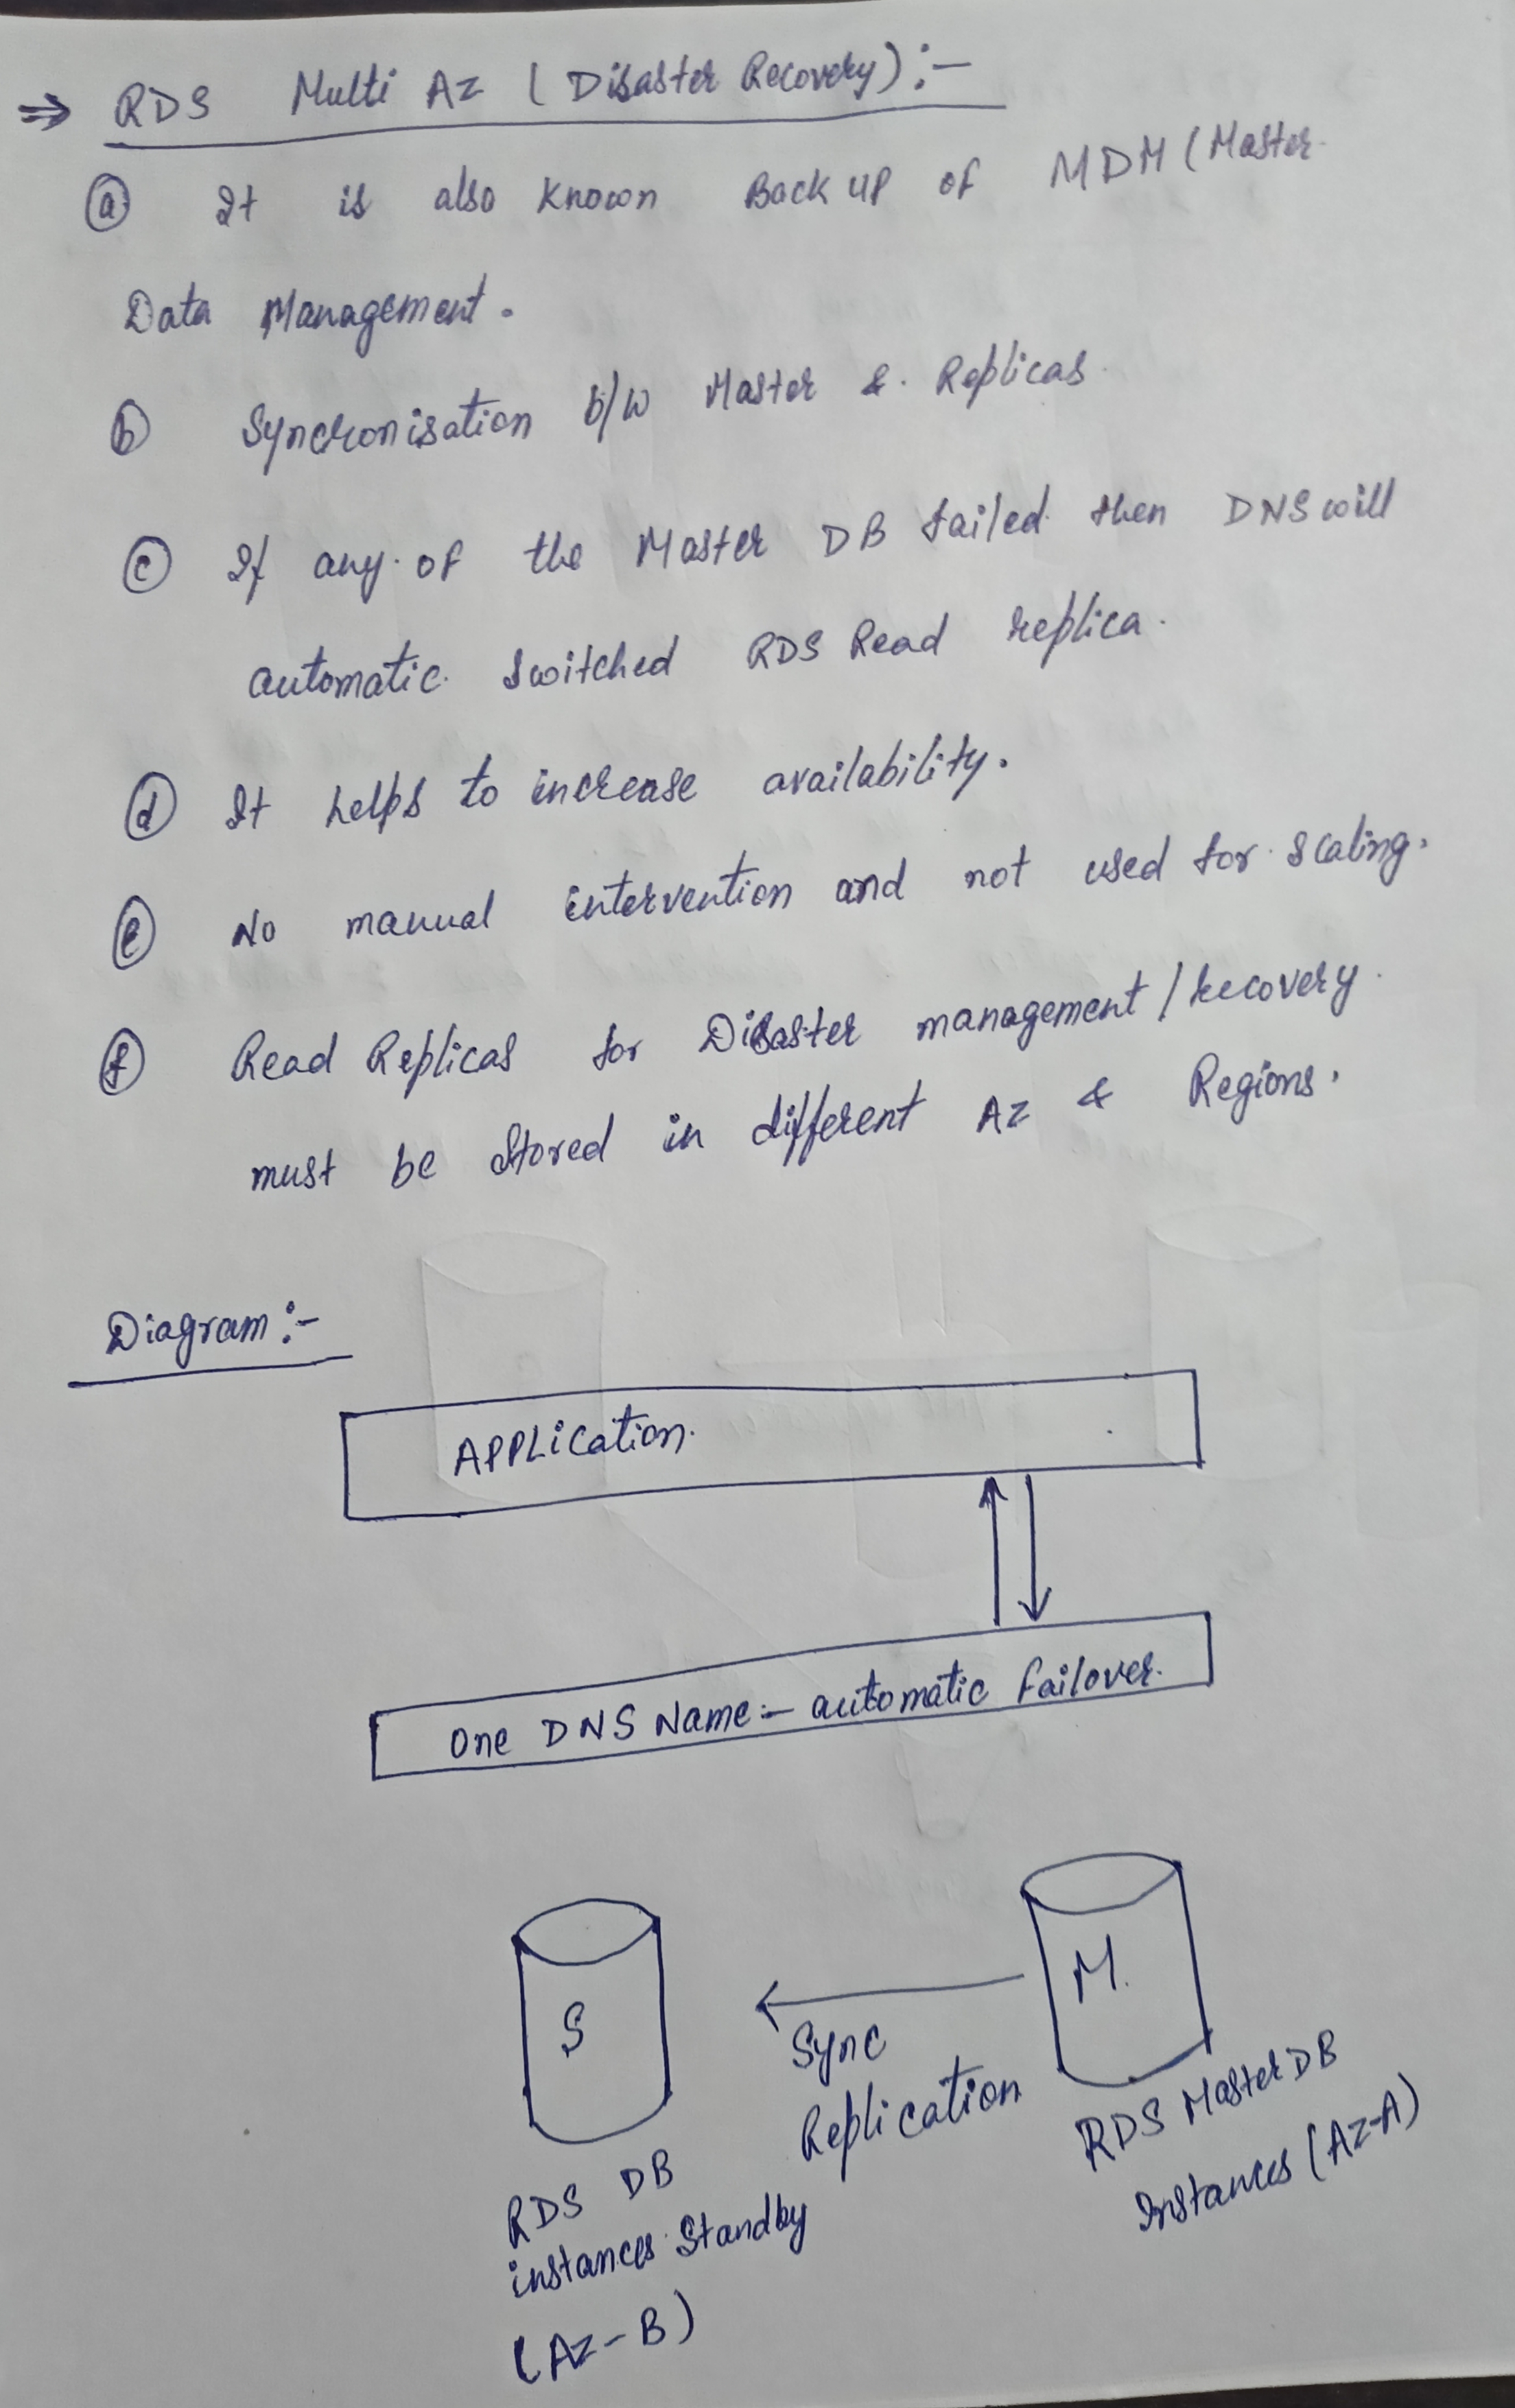 ⇒ RDS Multi AZ ( Disaster Recovery) :-
ⓐ It is also known Back up of MDM (Master
Data Management.
ⓑ Syncronisation b/w Master & Replicas
ⓒ If any of the Master DB failed then DNS will
automatic switched RDS Read replica.
ⓓ It helps to increase availability.
ⓔ No manual intervention and not used for scaling.
ⓕ Read Replicas for Disaster management / recovery
must be stored in different AZ & Regions.
Diagram :-
APPLication.
One DNS Name :- automatic failover.
S
M.
Sync
Replication
RDS DB
instances Standby
(AZ-B)
RDS Master DB
Instances (AZ-A)